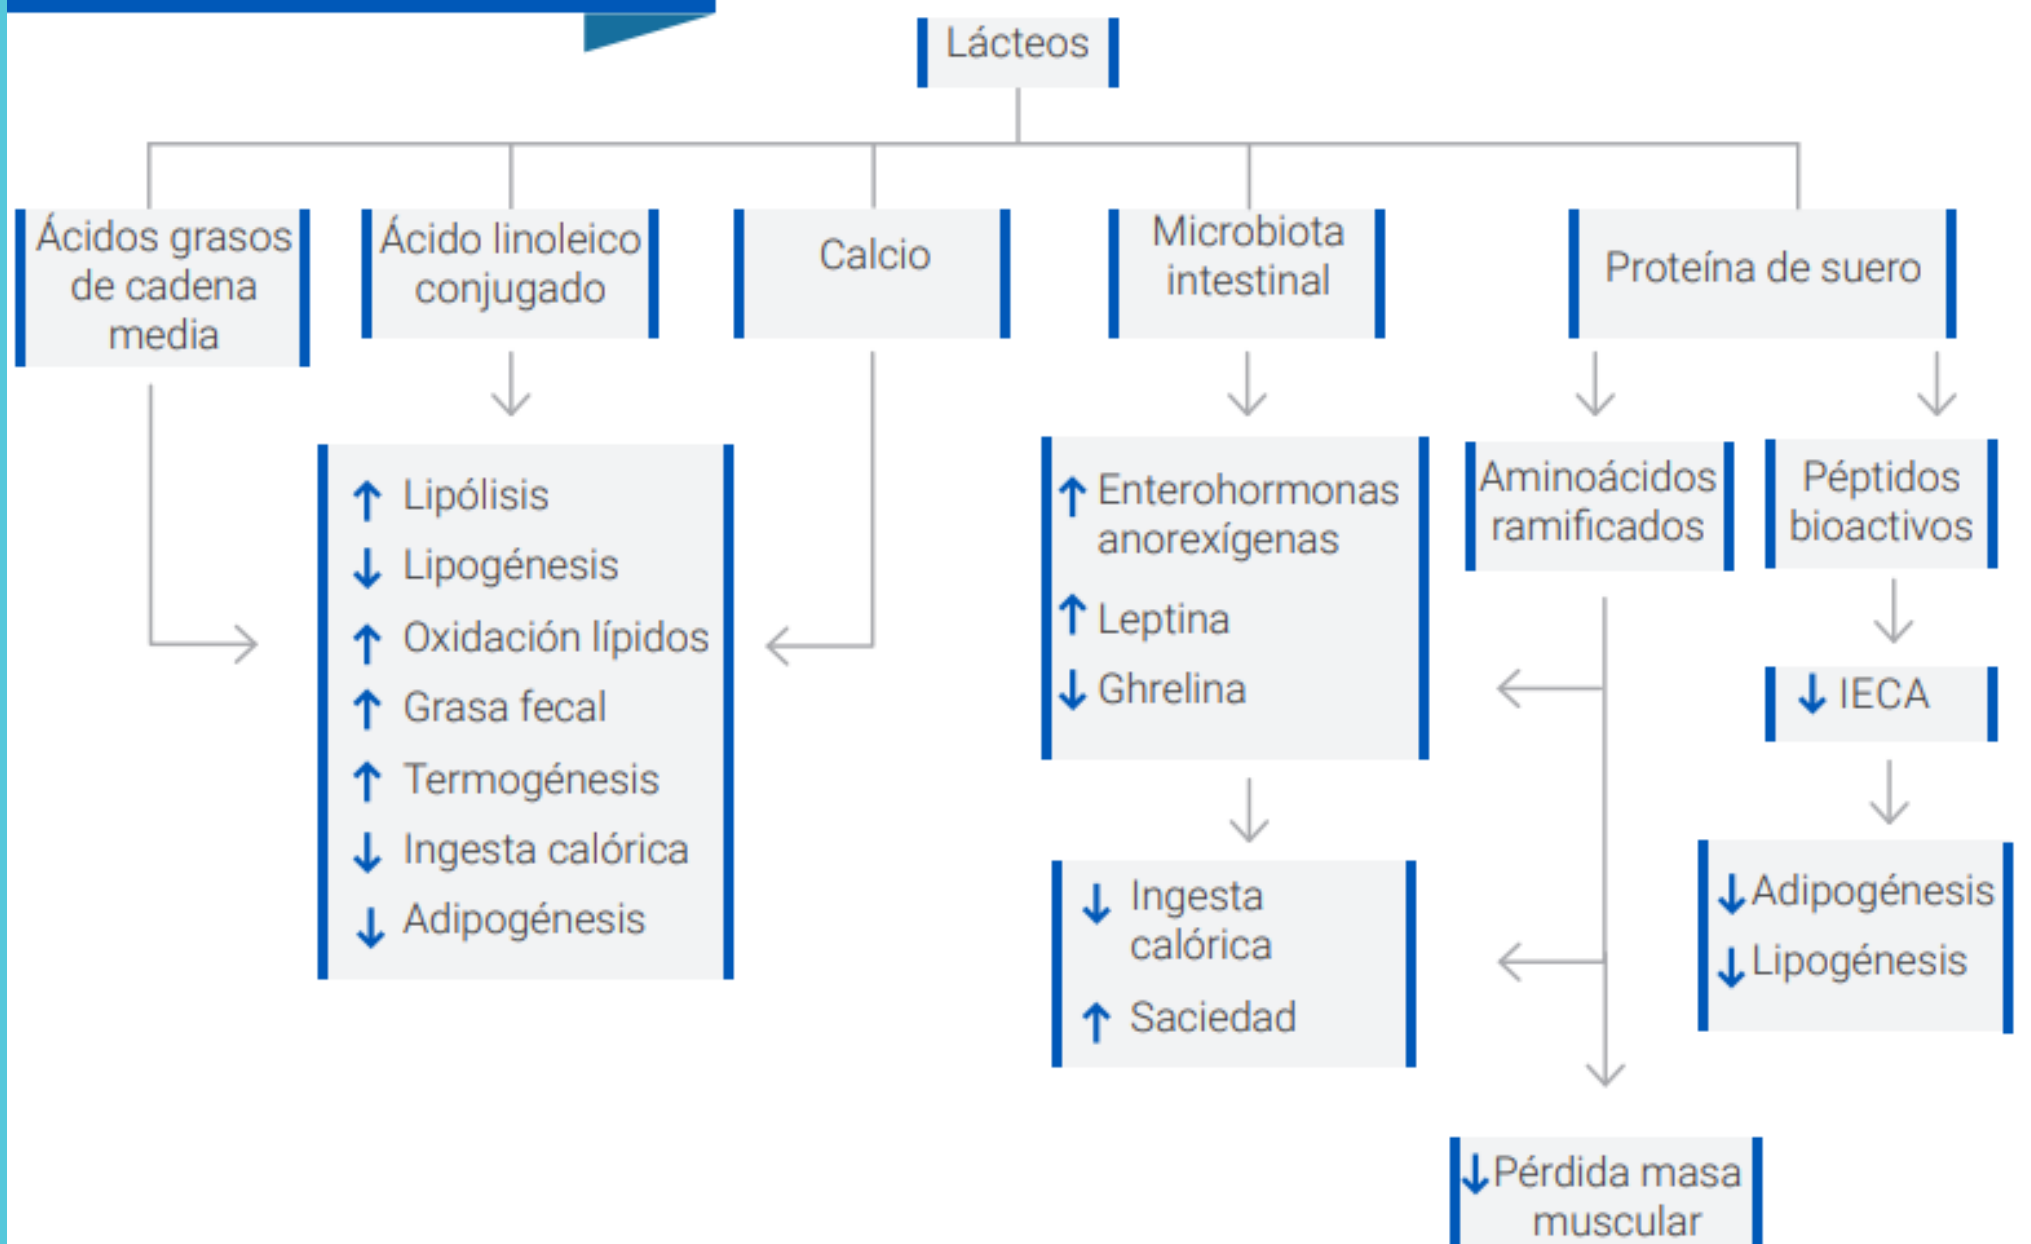 Lácteos
Ácidos grasos
de cadena
media
Ácido linoleico
conjugado
Calcio
Microbiota
intestinal
Proteína de suero
↑ Lipólisis
↓ Lipogénesis
↑ Oxidación lípidos
↑ Grasa fecal
↑ Termogénesis
↓ Ingesta calórica
↓ Adipogénesis
↑ Enterohormonas
anorexígenas
↑ Leptina
↓ Ghrelina
↓ Ingesta
calórica
↑ Saciedad
Aminoácidos
ramificados
Péptidos
bioactivos
↓ IECA
↓ Adipogénesis
↓ Lipogénesis
↓ Pérdida masa
muscular